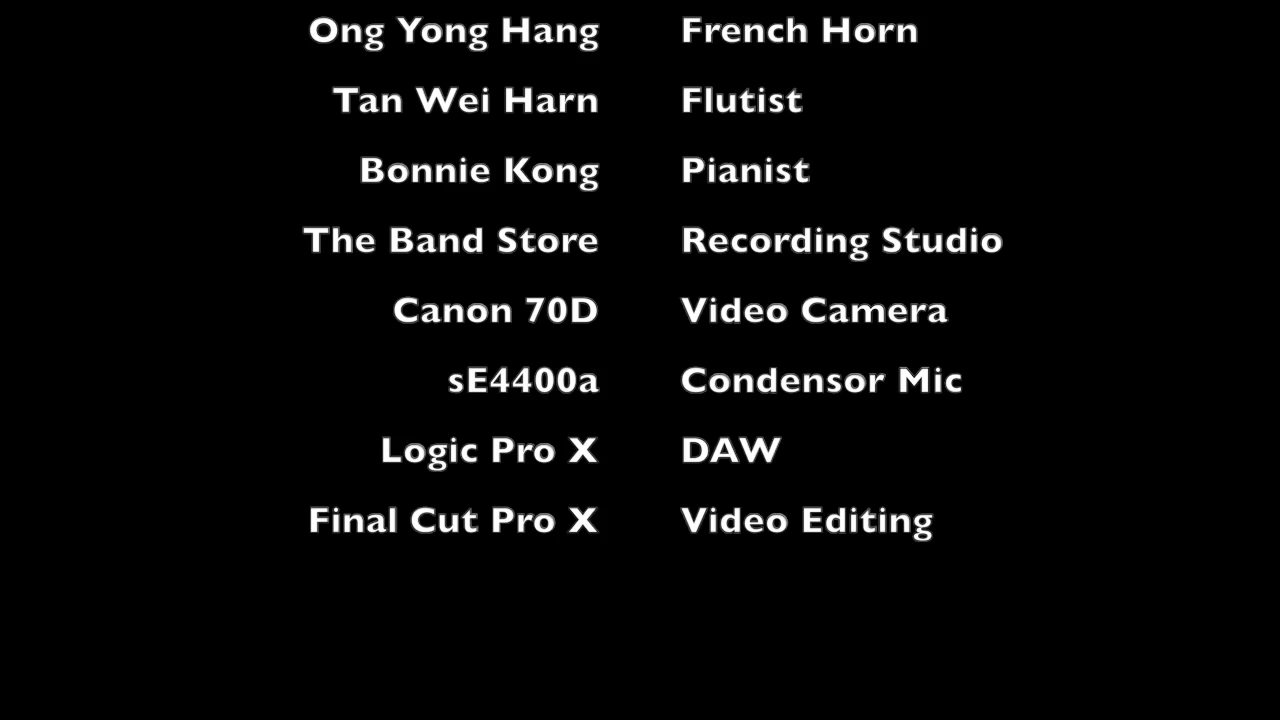 Ong Yong Hang French Horn
Tan Wei Harn Flutist
Bonnie Kong Pianist
The Band Store Recording Studio
Canon 70D Video Camera
sE4400a Condensor Mic
Logic Pro X DAW
Final Cut Pro X Video Editing